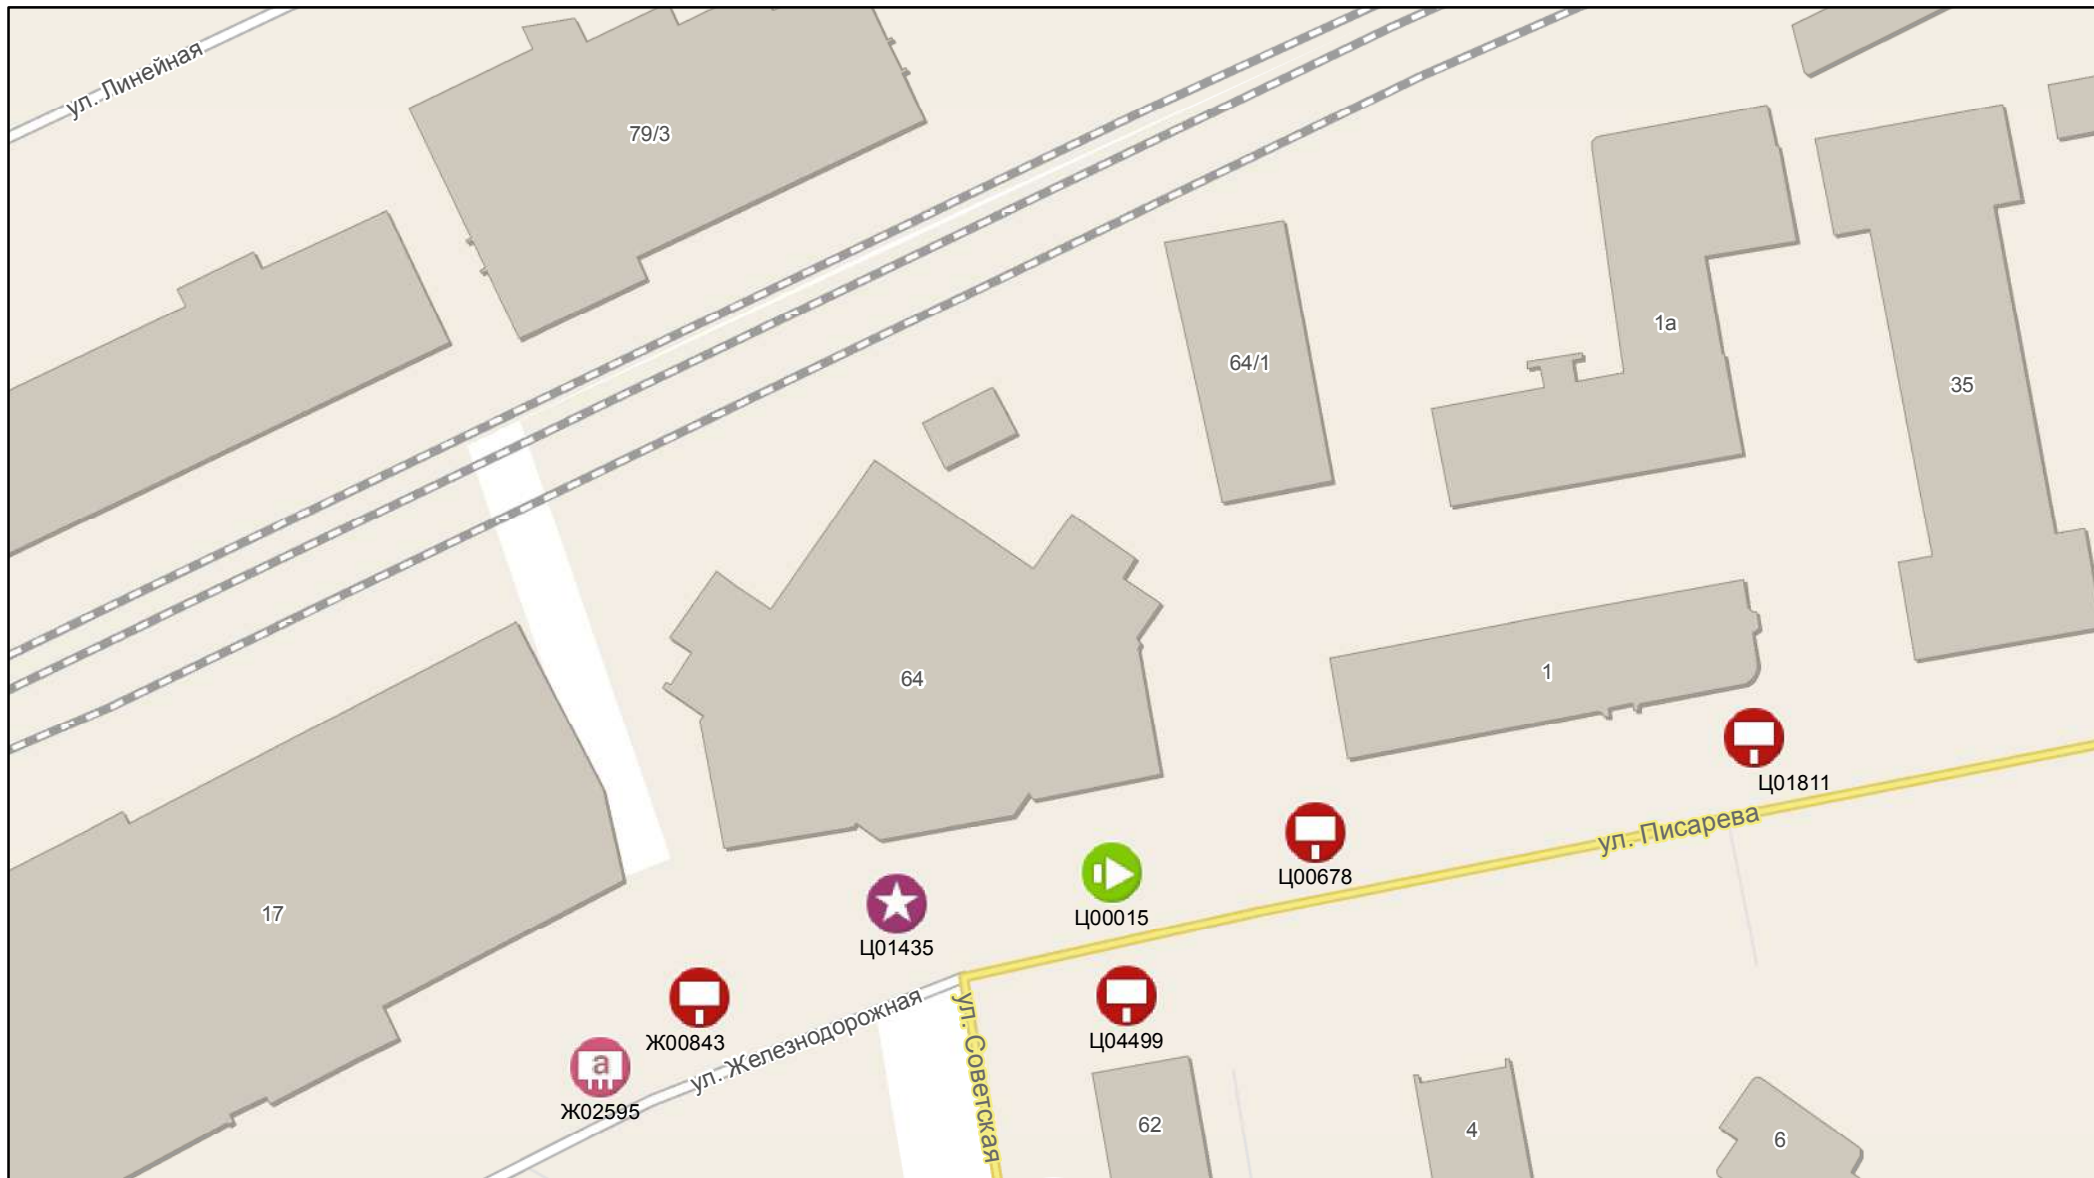 ул. Линейная
79/3
1а
64/1
35
64
1
Ц01811
ул. Писарева
Ц00678
Ц00015
17
Ц01435
Ж00843
ул. Железнодорожная
ул. Советская
Ц04499
а
Ж02595
62
4
6